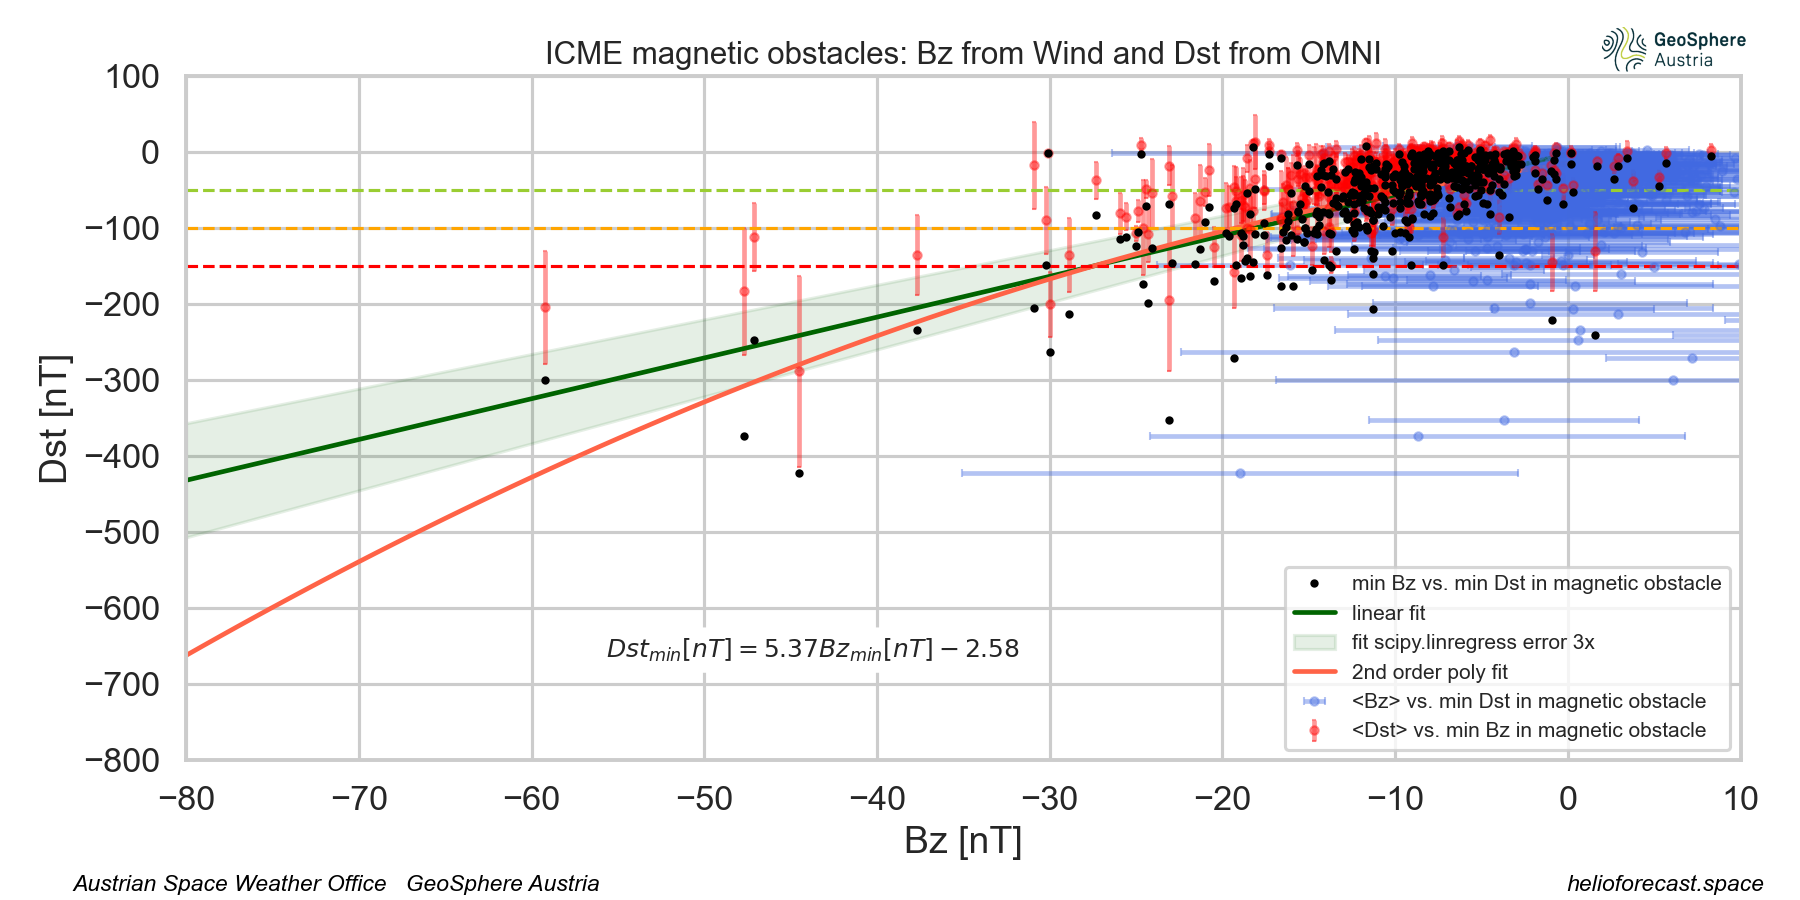 ICME magnetic obstacles: Bz from Wind and Dst from OMNI
GeoSphere
Austria
100
0
−100
−200
−300
−400
−500
−600
−700
−800
Dst [nT]
Dst_min[nT] = 5.37Bz_min[nT] − 2.58
min Bz vs. min Dst in magnetic obstacle
linear fit
fit scipy.linregress error 3x
2nd order poly fit
<Bz> vs. min Dst in magnetic obstacle
<Dst> vs. min Bz in magnetic obstacle
−80 −70 −60 −50 −40 −30 −20 −10 0 10
Bz [nT]
Austrian Space Weather Office GeoSphere Austria
helioforecast.space